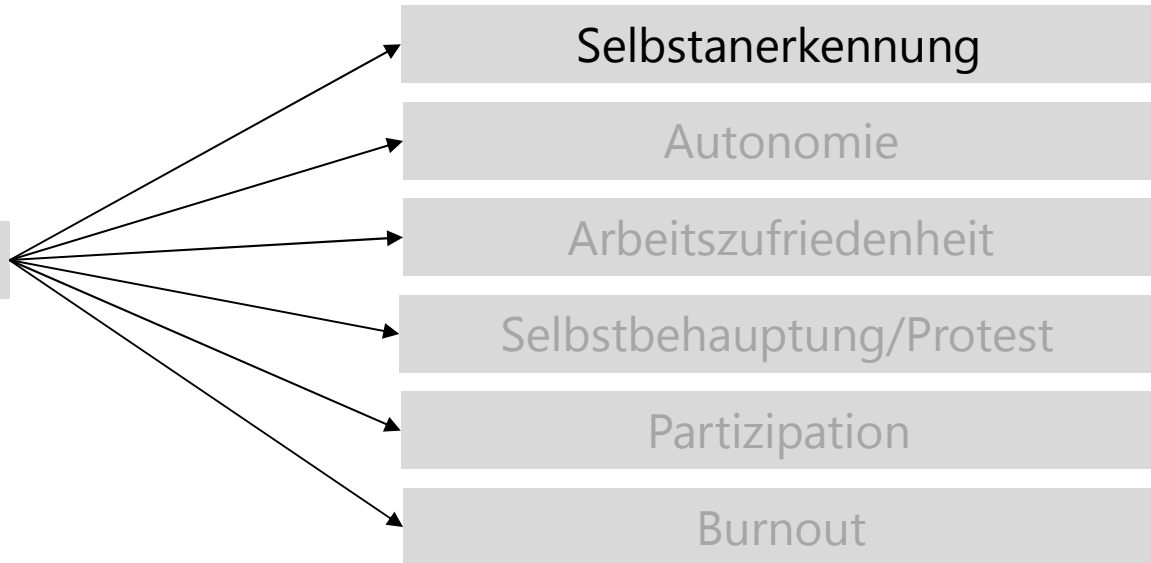 Selbstanerkennung
Autonomie
Arbeitszufriedenheit
Selbstbehauptung/Protest
Partizipation
Burnout